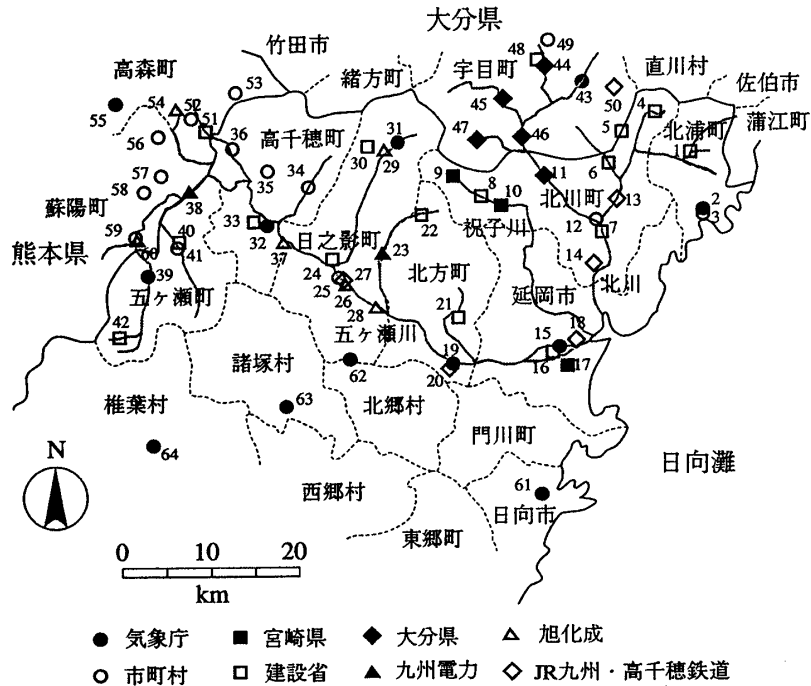 大分県
竹田市
48 49
宇目町
44
直川村
高森町
緒方町
43
佐伯市
53
45
50
蒲江町
54 52
51
31
47
46
5 4
北浦町
55
36
高千穂町
30
29
11
6
1
56
35 34
9
8
10
北川町
13
2
3
57
58
38
祝子川
12
7
蘇陽町
33
32
日之影町
37
22
59
60
40
41
23
14
熊本県
39
24
27
北方町
延岡市
北川
五ヶ瀬町
25
26
28
21
18
42
五ヶ瀬川
15
16
17
諸塚村
19
62
20
椎葉村
北郷村
63
門川町
64
日向灘
N
西郷村
61
日向市
東郷町
0 10 20
km
気象庁 宮崎県 大分県 旭化成
市町村 建設省 九州電力 JR九州・高千穂鉄道